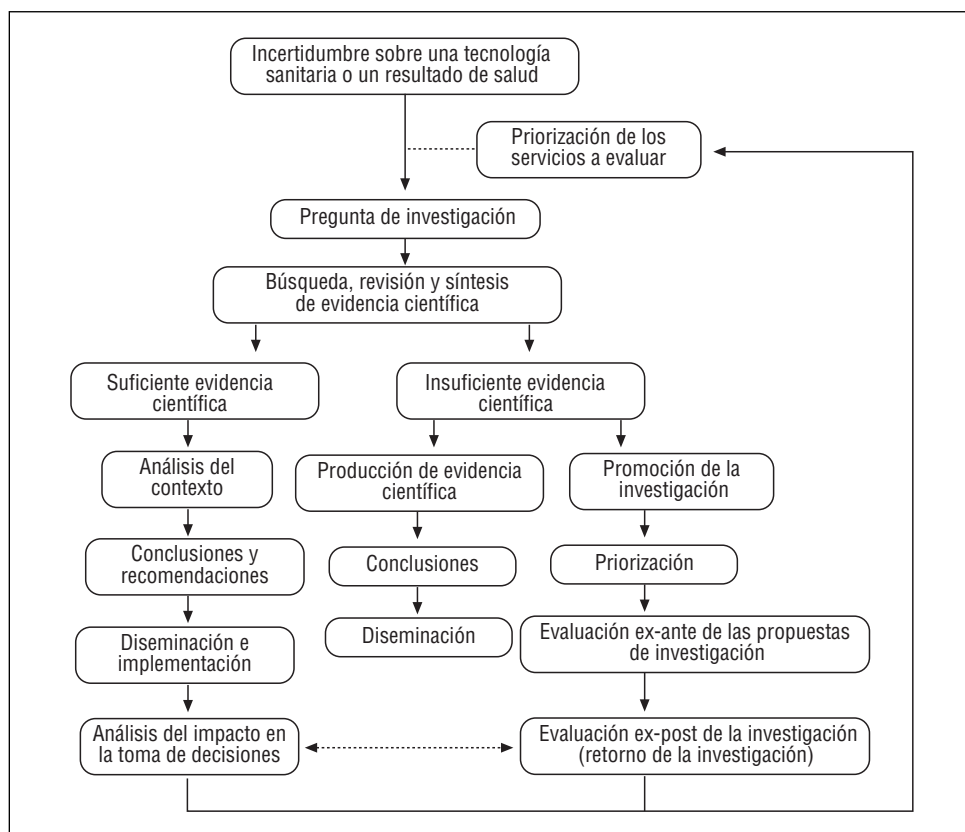 Incertidumbre sobre una tecnología
sanitaria o un resultado de salud
Priorización de los
servicios a evaluar
Pregunta de investigación
Búsqueda, revisión y síntesis
de evidencia científica
Suficiente evidencia
científica
Insuficiente evidencia
científica
Análisis del
contexto
Producción de evidencia
científica
Promoción de la
investigación
Conclusiones y
recomendaciones
Conclusiones
Priorización
Diseminación e
implementación
Diseminación
Evaluación ex-ante de las propuestas
de investigación
Análisis del impacto en
la toma de decisiones
Evaluación ex-post de la investigación
(retorno de la investigación)